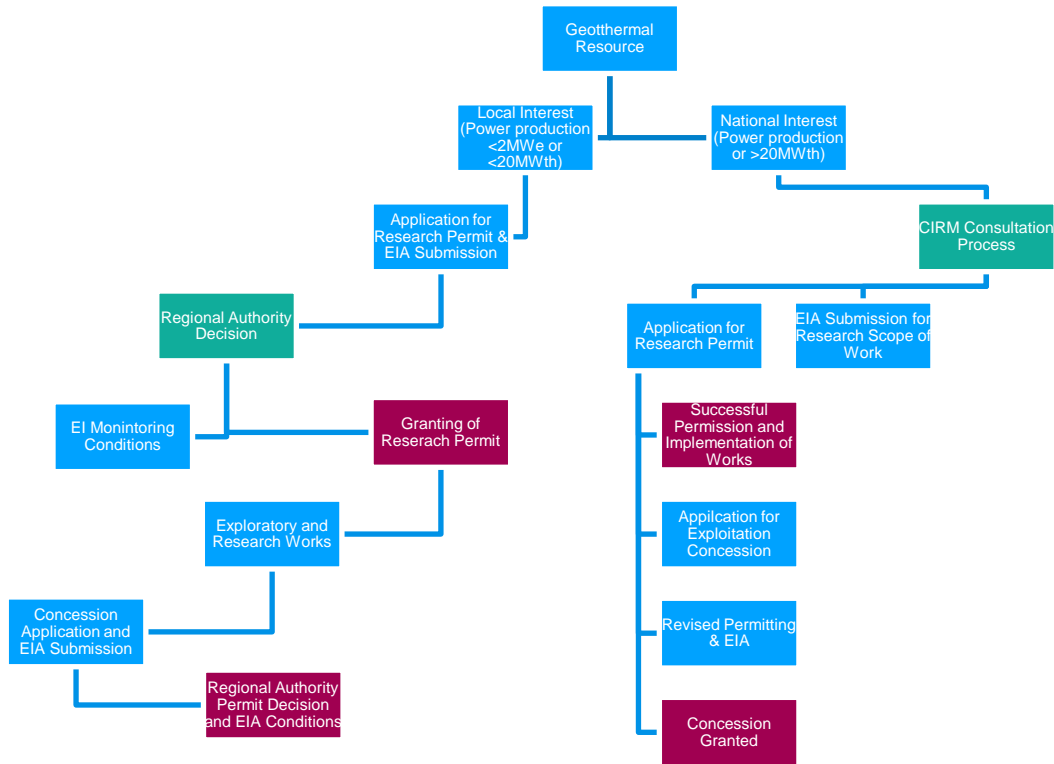 Geotthermal
Resource
Local Interest
(Power production
<2MWe or
<20MWth)
National Interest
(Power production
or >20MWth)
Application for
Research Permit &
EIA Submission
CIRM Consultation
Process
Regional Authority
Decision
Application for
Research Permit
EIA Submission for
Research Scope of
Work
EI Monintoring
Conditions
Granting of
Reserach Permit
Successful
Permission and
Implementation of
Works
Exploratory and
Research Works
Appilcation for
Exploitation
Concession
Concession
Application and
EIA Submission
Revised Permitting
& EIA
Regional Authority
Permit Decision
and EIA Conditions
Concession
Granted